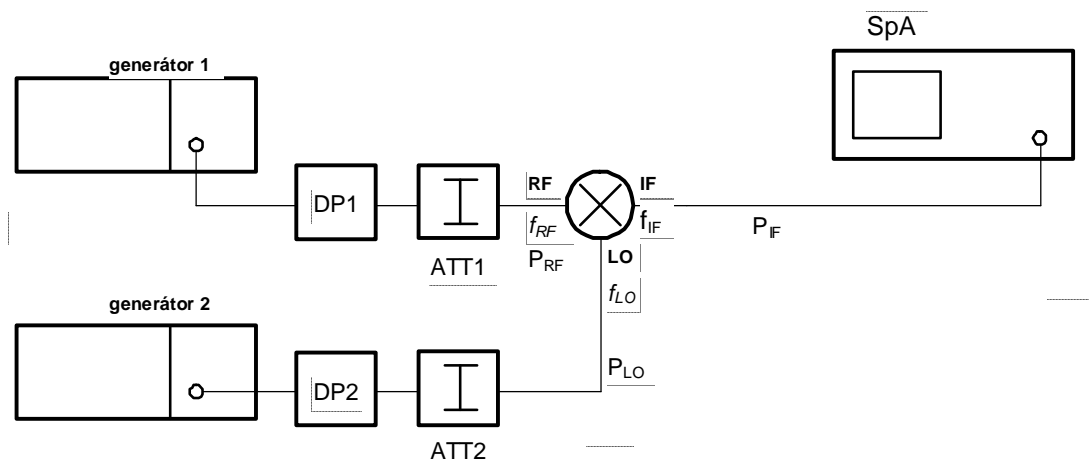 SpA
generátor 1
DP1
RF
IF
f_RF
f_IF
P_RF
P_IF
ATT1
LO
f_LO
generátor 2
P_LO
DP2
ATT2